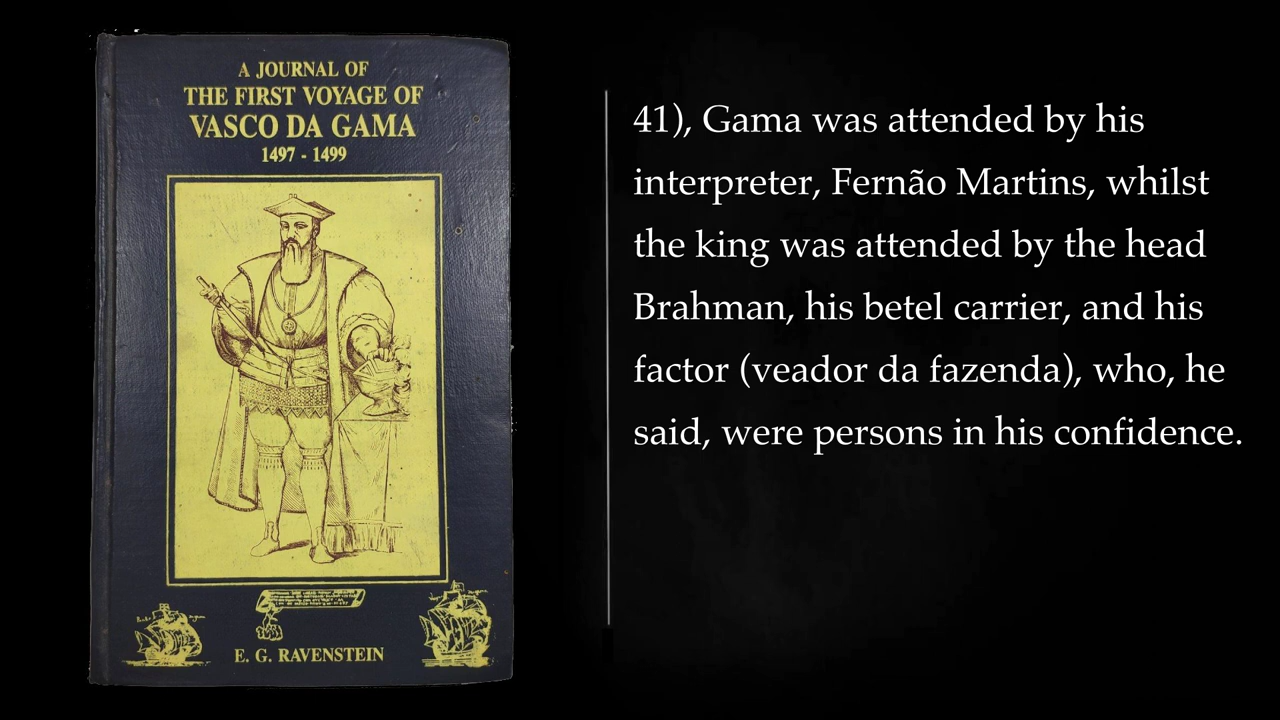 A JOURNAL OF
THE FIRST VOYAGE OF
VASCO DA GAMA
1497 - 1499
E. G. RAVENSTEIN
41), Gama was attended by his
interpreter, Fernão Martins, whilst
the king was attended by the head
Brahman, his betel carrier, and his
factor (veador da fazenda), who, he
said, were persons in his confidence.